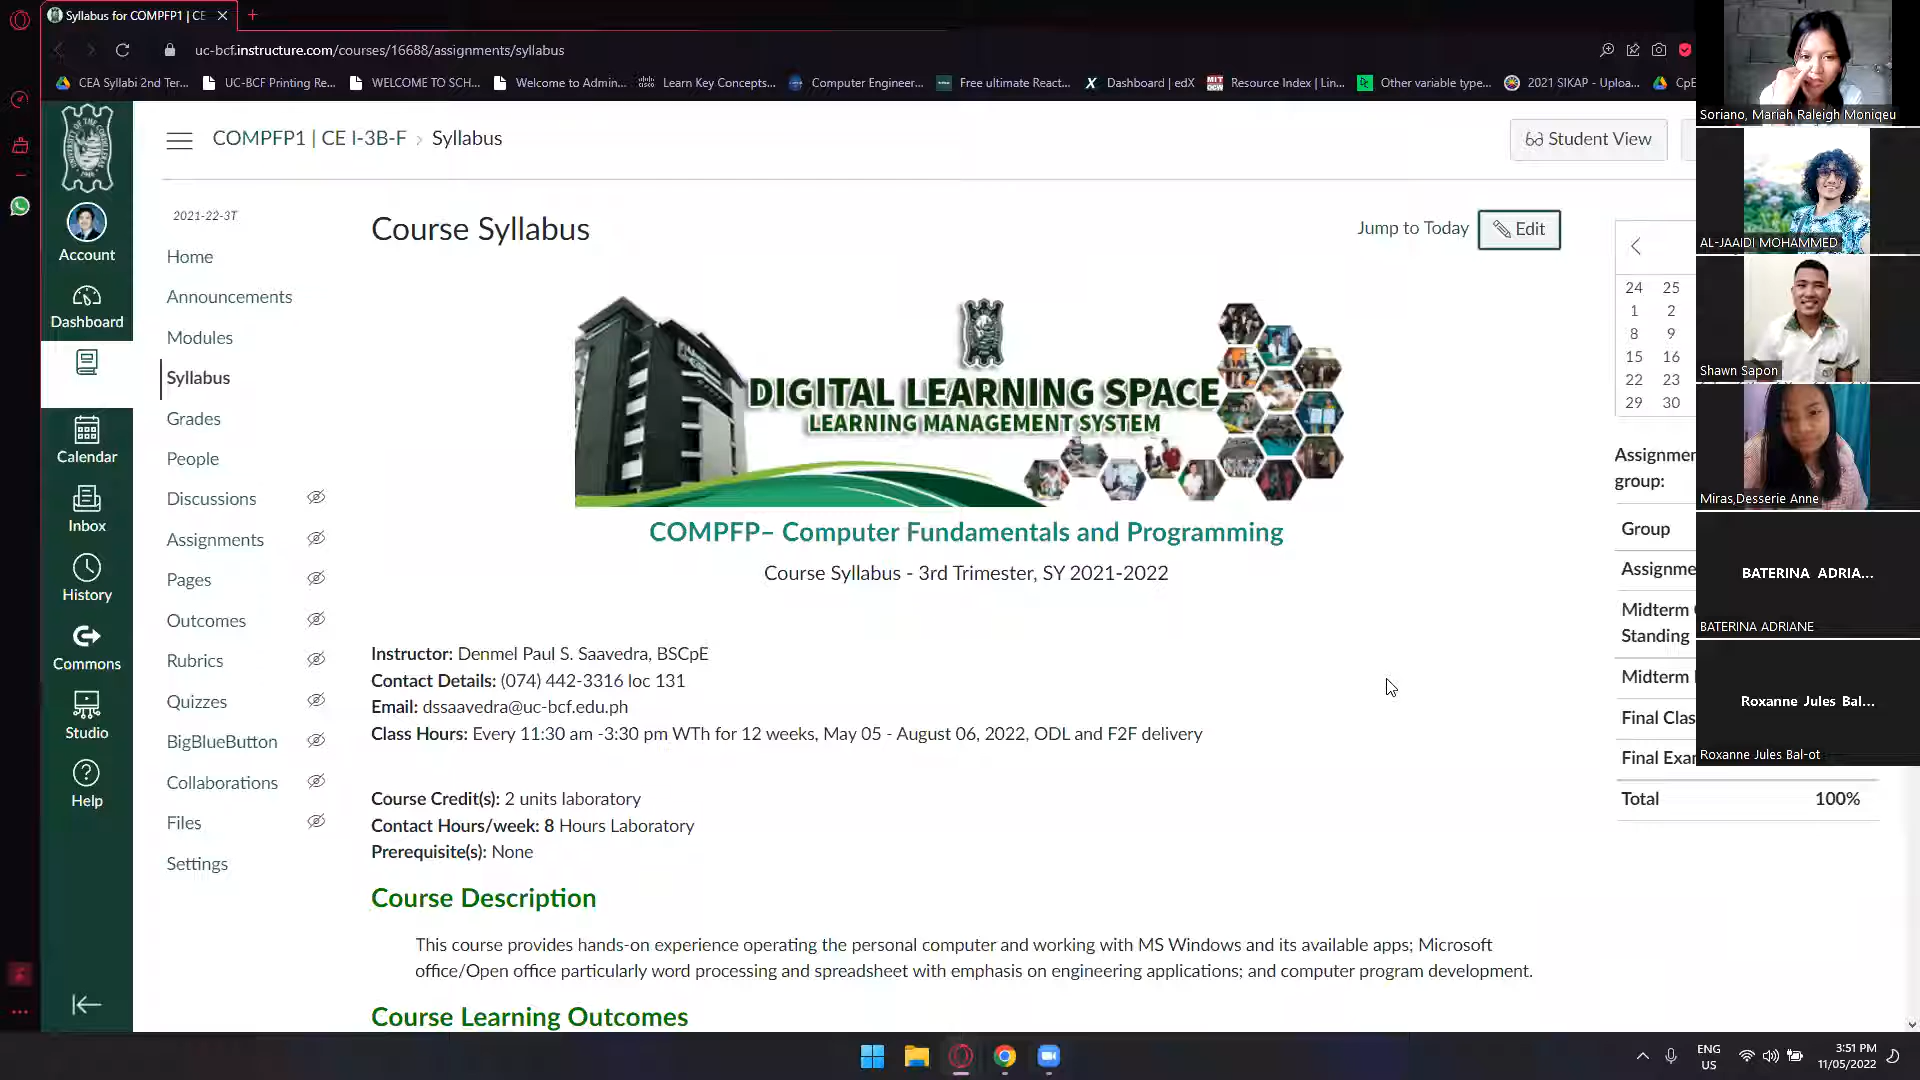 Syllabus for COMPFP1 | CE
uc-bcf.instructure.com/courses/16688/assignments/syllabus
CEA Syllabi 2nd Ter...
UC-BCF Printing Re...
WELCOME TO SCH...
Welcome to Admin...
Learn Key Concepts...
Computer Engineer...
Free ultimate React...
Dashboard | edX
Resource Index | Lin...
Other variable type...
2021 SIKAP - Uploa...
CpE
COMPFP1 | CE I-3B-F › Syllabus
Student View
Account
Dashboard
Calendar
Inbox
History
Commons
Studio
Help
2021-22-3T
Home
Announcements
Modules
Syllabus
Grades
People
Discussions
Assignments
Pages
Outcomes
Rubrics
Quizzes
BigBlueButton
Collaborations
Files
Settings
Course Syllabus
Jump to Today
Edit
DIGITAL LEARNING SPACE
LEARNING MANAGEMENT SYSTEM
COMPFP– Computer Fundamentals and Programming
Course Syllabus - 3rd Trimester, SY 2021-2022
Instructor: Denmel Paul S. Saavedra, BSCpE
Contact Details: (074) 442-3316 loc 131
Email: dssaavedra@uc-bcf.edu.ph
Class Hours: Every 11:30 am -3:30 pm WTh for 12 weeks, May 05 - August 06, 2022, ODL and F2F delivery
Course Credit(s): 2 units laboratory
Contact Hours/week: 8 Hours Laboratory
Prerequisite(s): None
Course Description
This course provides hands-on experience operating the personal computer and working with MS Windows and its available apps; Microsoft
office/Open office particularly word processing and spreadsheet with emphasis on engineering applications; and computer program development.
Course Learning Outcomes
24 25
1 2
8 9
15 16
22 23
29 30
Assignmen
group:
Group
Assignme
Midterm
Standing
Midterm
Final Clas
Final Exar
Total 100%
Soriano, Mariah Raleigh Moniqeu
AL-JAAIDI MOHAMMED
Shawn Sapon
Miras,Desserie Anne
BATERINA ADRIA...
BATERINA ADRIANE
Roxanne Jules Bal...
Roxanne Jules Bal-ot
ENG
US
3:51 PM
11/05/2022